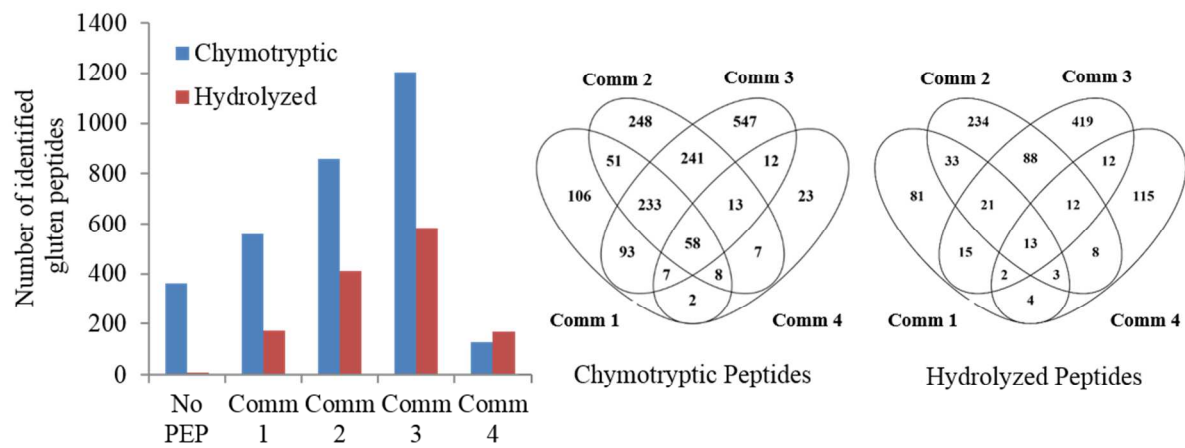 Number of identified
gluten peptides
1400
1200
1000
800
600
400
200
0
Chymotryptic
Hydrolyzed
No
PEP
Comm
1
Comm
2
Comm
3
Comm
4
Comm 2
Comm 3
248
547
51
241
12
106
23
233
13
93
58
7
7
8
2
Comm 1
Comm 4
Chymotryptic Peptides
Comm 2
Comm 3
234
419
33
88
12
81
115
21
12
15
13
8
2
3
4
Comm 1
Comm 4
Hydrolyzed Peptides